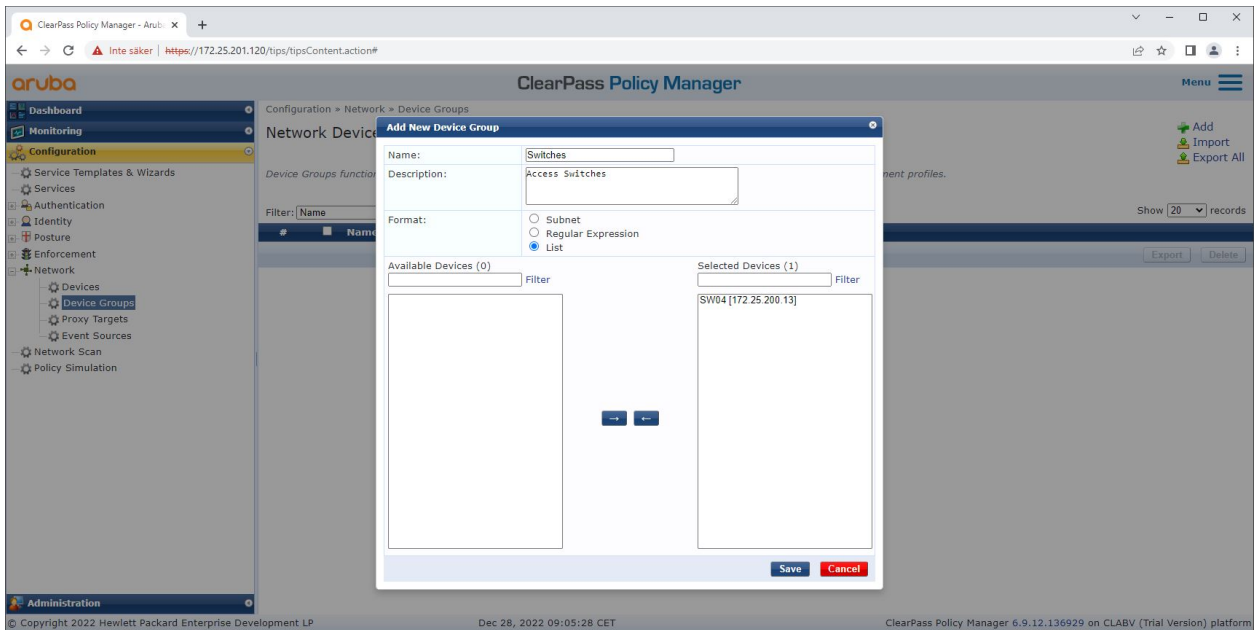 ClearPass Policy Manager - Arub
Inte säker | https://172.25.201.120/tips/tipsContent.action#
aruba
ClearPass Policy Manager
Menu
Dashboard
Monitoring
Configuration
Service Templates & Wizards
Services
Authentication
Identity
Posture
Enforcement
Network
Devices
Device Groups
Proxy Targets
Event Sources
Network Scan
Policy Simulation
Administration
Configuration » Network » Device Groups
Network Device
Add
Import
Export All
Device Groups function
nent profiles.
Filter: Name
Show 20 records
# Name
Export Delete
Add New Device Group
Name: Switches
Description: Access Switches
Format: Subnet
Regular Expression
List
Available Devices (0)
Filter
Selected Devices (1)
Filter
SW04 [172.25.200.13]
→ ←
Save Cancel
© Copyright 2022 Hewlett Packard Enterprise Development LP
Dec 28, 2022 09:05:28 CET
ClearPass Policy Manager 6.9.12.136929 on CLABV (Trial Version) platform